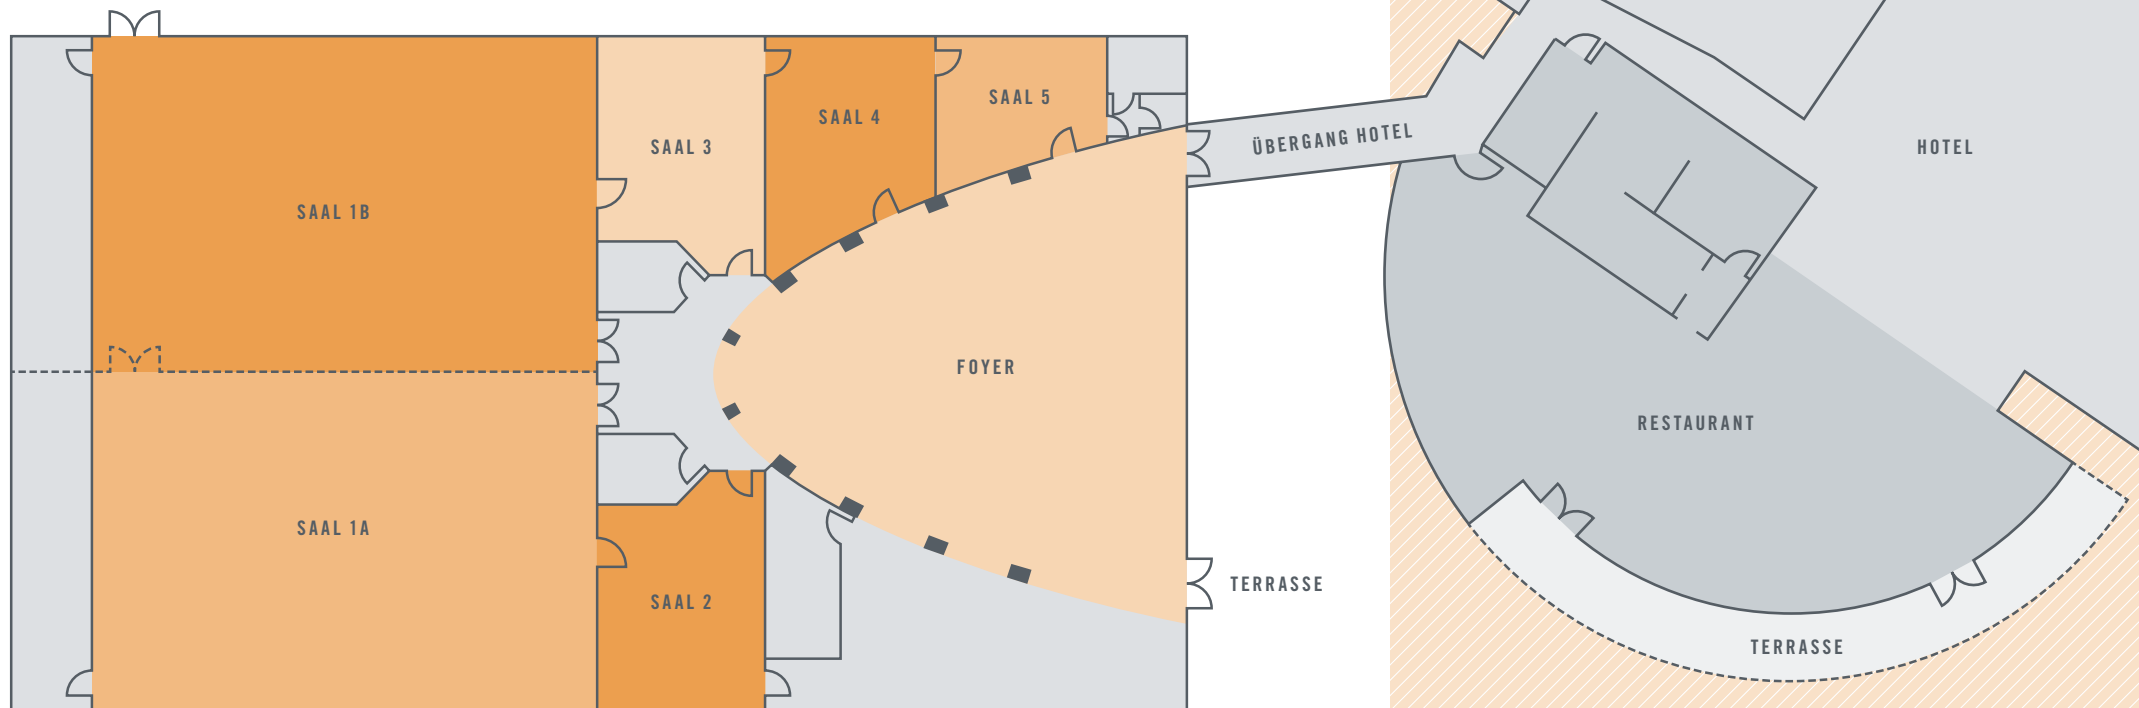 SAAL 5
SAAL 4
SAAL 3
ÜBERGANG HOTEL
HOTEL
SAAL 1B
FOYER
RESTAURANT
SAAL 1A
TERRASSE
SAAL 2
TERRASSE